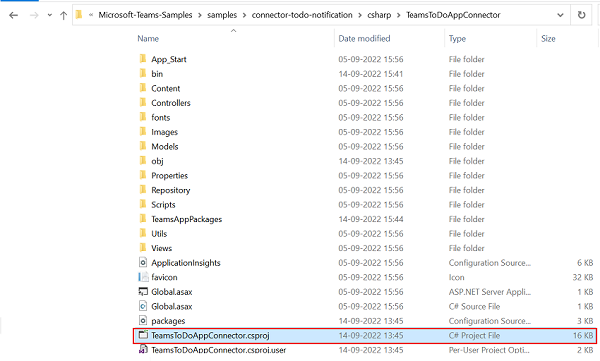 « Microsoft-Teams-Samples > samples > connector-todo-notification > csharp > TeamsToDoAppConnector
Name Date modified Type Size
App_Start 05-09-2022 15:56 File folder
bin 14-09-2022 15:41 File folder
Content 05-09-2022 15:56 File folder
Controllers 05-09-2022 15:56 File folder
fonts 05-09-2022 15:56 File folder
Images 05-09-2022 15:56 File folder
Models 05-09-2022 15:56 File folder
obj 14-09-2022 13:45 File folder
Properties 05-09-2022 15:56 File folder
Repository 05-09-2022 15:56 File folder
Scripts 05-09-2022 15:56 File folder
TeamsAppPackages 14-09-2022 15:44 File folder
Utils 05-09-2022 15:56 File folder
Views 05-09-2022 15:56 File folder
ApplicationInsights 05-09-2022 15:56 Configuration Source... 6 KB
favicon 05-09-2022 15:56 Icon 32 KB
Global.asax 05-09-2022 15:56 ASP.NET Server Appli... 1 KB
Global.asax 05-09-2022 15:56 C# Source File 1 KB
packages 14-09-2022 13:45 Configuration Source... 3 KB
TeamsToDoAppConnector.csproj 14-09-2022 13:45 C# Project File 16 KB
TeamsToDoAppConnector.csproj.user 14-09-2022 13:45 Per-User Project Opti... 2 KB